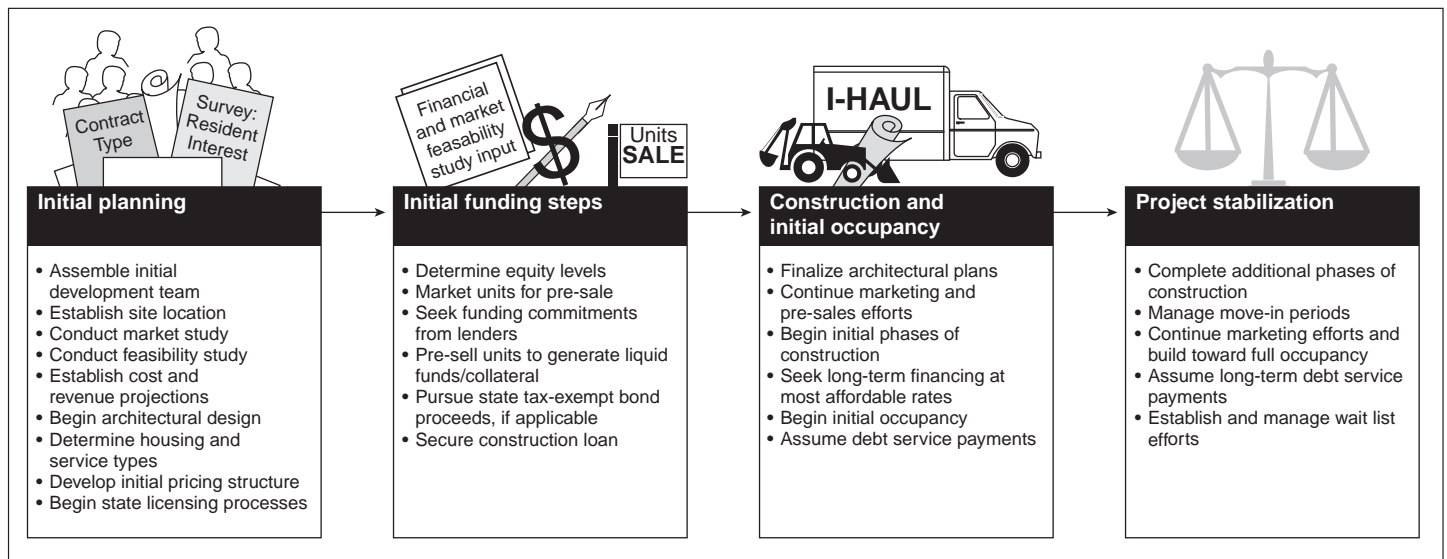 Contract
Type
Survey:
Resident
Interest
Financial
and market
feasability
study input
$
Units
SALE
I-HAUL
Initial planning
• Assemble initial
development team
• Establish site location
• Conduct market study
• Conduct feasibility study
• Establish cost and
revenue projections
• Begin architectural design
• Determine housing and
service types
• Develop initial pricing structure
• Begin state licensing processes
Initial funding steps
• Determine equity levels
• Market units for pre-sale
• Seek funding commitments
from lenders
• Pre-sell units to generate liquid
funds/collateral
• Pursue state tax-exempt bond
proceeds, if applicable
• Secure construction loan
Construction and
initial occupancy
• Finalize architectural plans
• Continue marketing and
pre-sales efforts
• Begin initial phases of
construction
• Seek long-term financing at
most affordable rates
• Begin initial occupancy
• Assume debt service payments
Project stabilization
• Complete additional phases of
construction
• Manage move-in periods
• Continue marketing efforts and
build toward full occupancy
• Assume long-term debt service
payments
• Establish and manage wait list
efforts